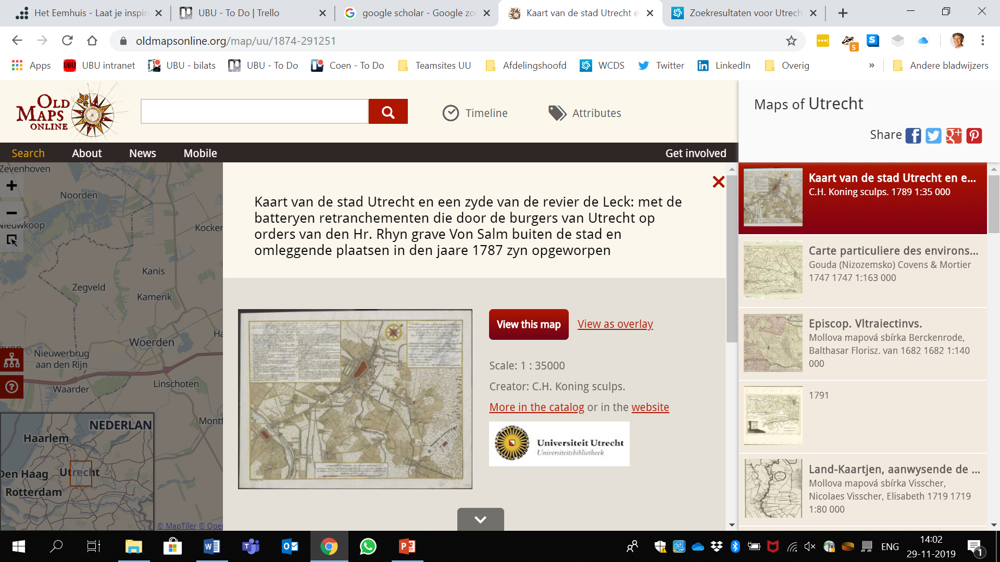 Het Eemhuis - Laat je inspir
UBU - To Do | Trello
google scholar - Google zo
Kaart van de stad Utrecht e
Zoekresultaten voor Utrech
oldmapsonline.org/map/uu/1874-291251
5
Apps
UBU intranet
UBU - bilats
UBU - To Do
Coen - To Do
Teamsites UU
Afdelingshoofd
WCDS
Twitter
LinkedIn
Overig
»
Andere bladwijzers
OLD
MAPS
ONLINE
Timeline
Attributes
Maps of Utrecht
Share
Search
About
News
Mobile
Get involved
Zevenhoven
Noorden
Nieuwkoop
Kocker
Kanis
Zegveld
Kamerik
Woerden
Ha
Nieuwerbrug
aan den Rijn
Waarder
Linschoten
Montf
NEDERLAN
Haarlem
Den Haag
Utrecht
Rotterdam
© MapTiler © Ope
Kaart van de stad Utrecht en een zyde van de revier de Leck: met de
batteryen retranchementen die door de burgers van Utrecht op
orders van den Hr. Rhyn grave Von Salm buiten de stad en
omleggende plaatsen in den jaare 1787 zyn opgeworpen
View this map
View as overlay
Scale: 1 : 35000
Creator: C.H. Koning sculps.
More in the catalog or in the website
Universiteit Utrecht
Universiteitsbibliotheek
Kaart van de stad Utrecht en e...
C.H. Koning sculps. 1789 1:35 000
Carte particuliere des environs...
Gouda (Nizozemsko) Covens & Mortier
1747 1747 1:163 000
Episcop. Vltraiectinvs.
Mollova mapová sbírka Berckenrode,
Balthasar Florisz. van 1682 1682 1:140
000
1791
Land-Kaartjen, aanwysende de ...
Mollova mapová sbírka Visscher,
Nicolaes Visscher, Elisabeth 1719 1719
1:80 000
ENG
14:02
29-11-2019
1